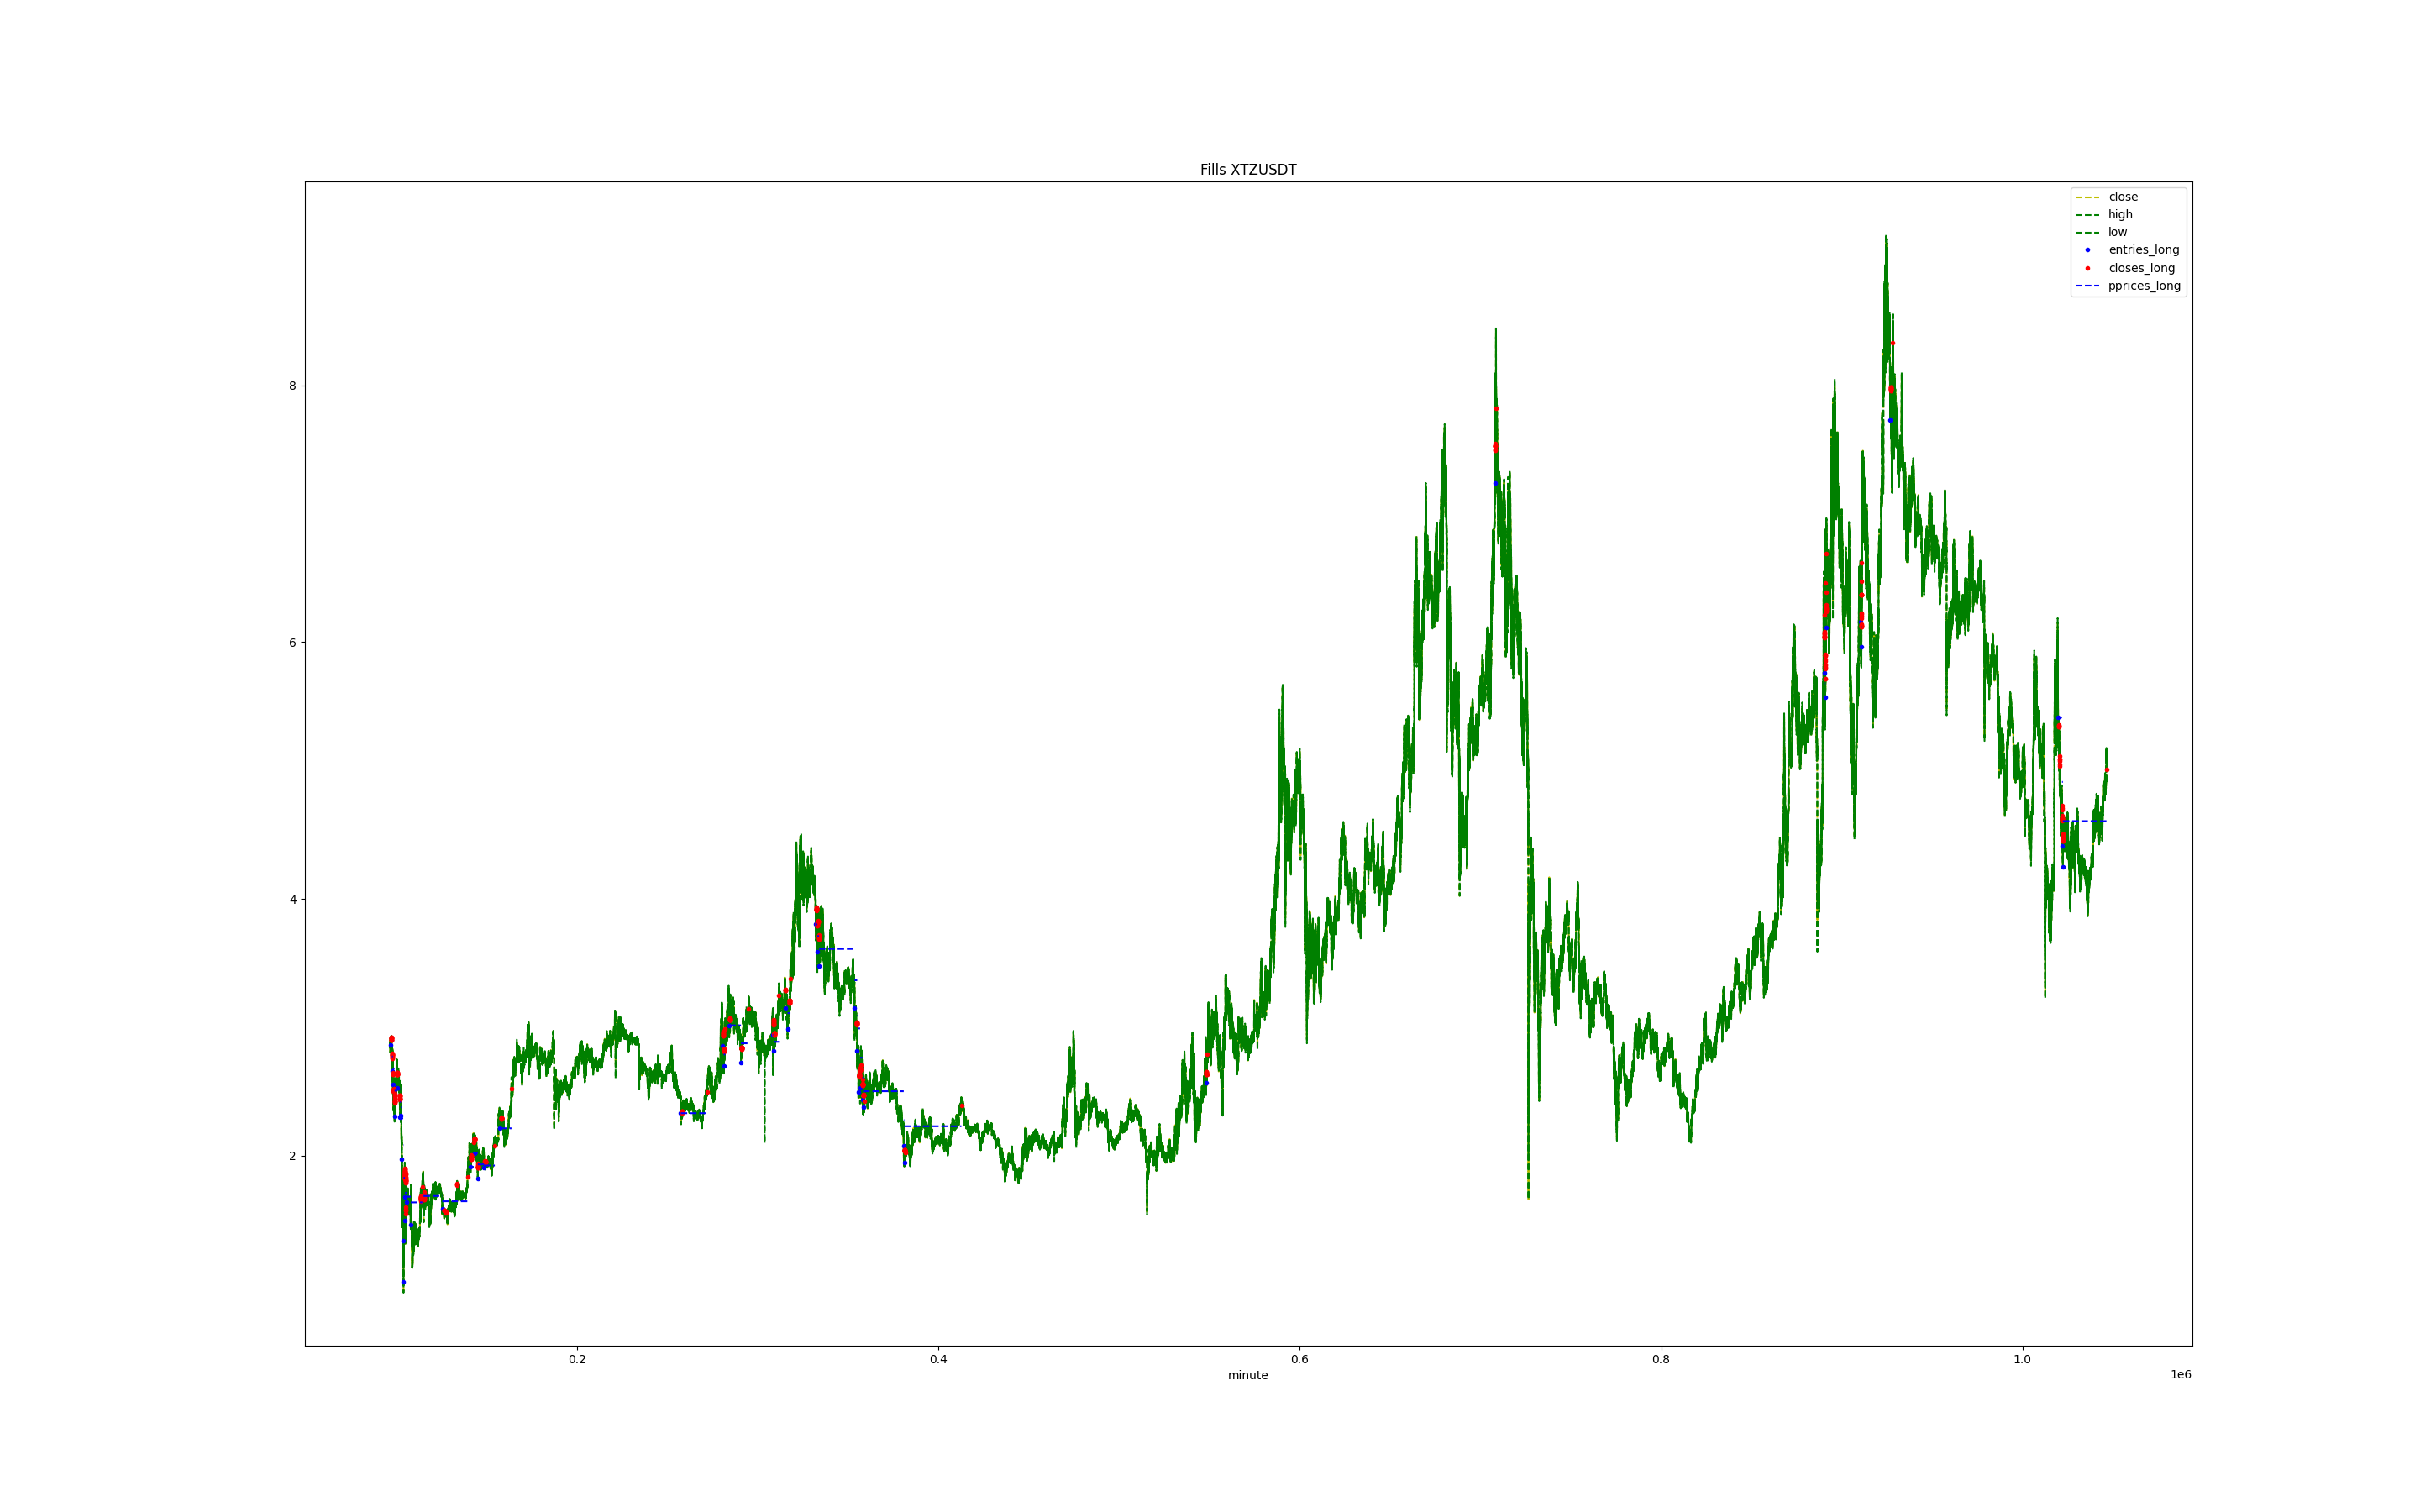 Fills XTZUSDT
close
high
low
entries_long
closes_long
pprices_long
8
6
4
2
0.2
0.4
0.6
0.8
1.0
minute
1e6